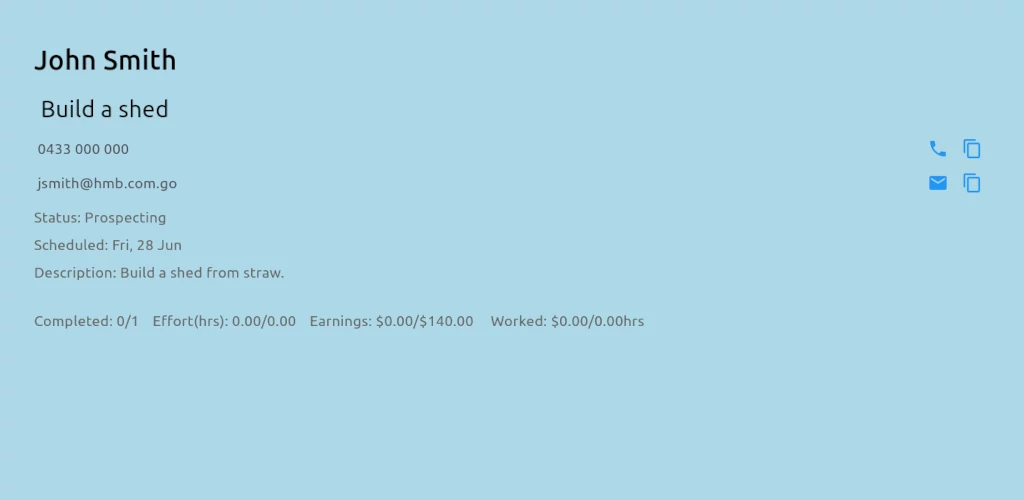 John Smith
Build a shed
0433 000 000
jsmith@hmb.com.go
Status: Prospecting
Scheduled: Fri, 28 Jun
Description: Build a shed from straw.
Completed: 0/1 Effort(hrs): 0.00/0.00 Earnings: $0.00/$140.00 Worked: $0.00/0.00hrs